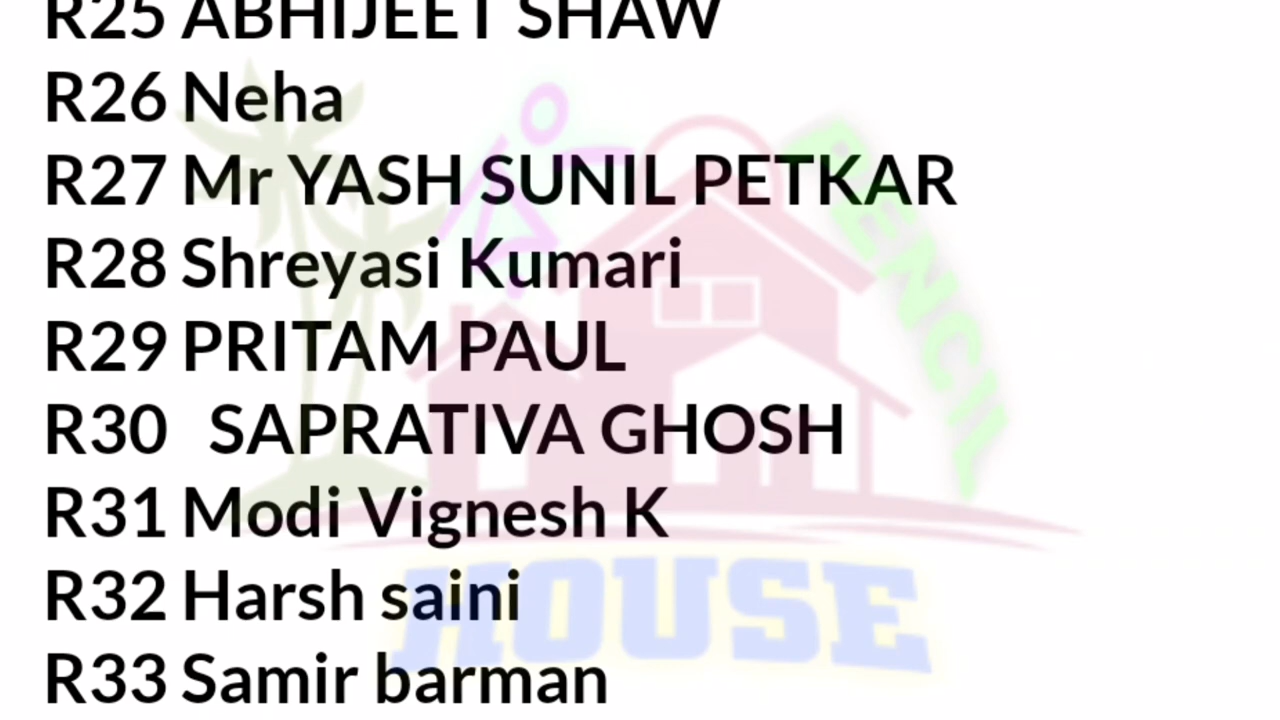 R25 ABHIJEET SHAW
R26 Neha
R27 Mr YASH SUNIL PETKAR
R28 Shreyasi Kumari
R29 PRITAM PAUL
R30 SAPRATIVA GHOSH
R31 Modi Vignesh K
R32 Harsh saini
R33 Samir barman
PENCIL
HOUSE